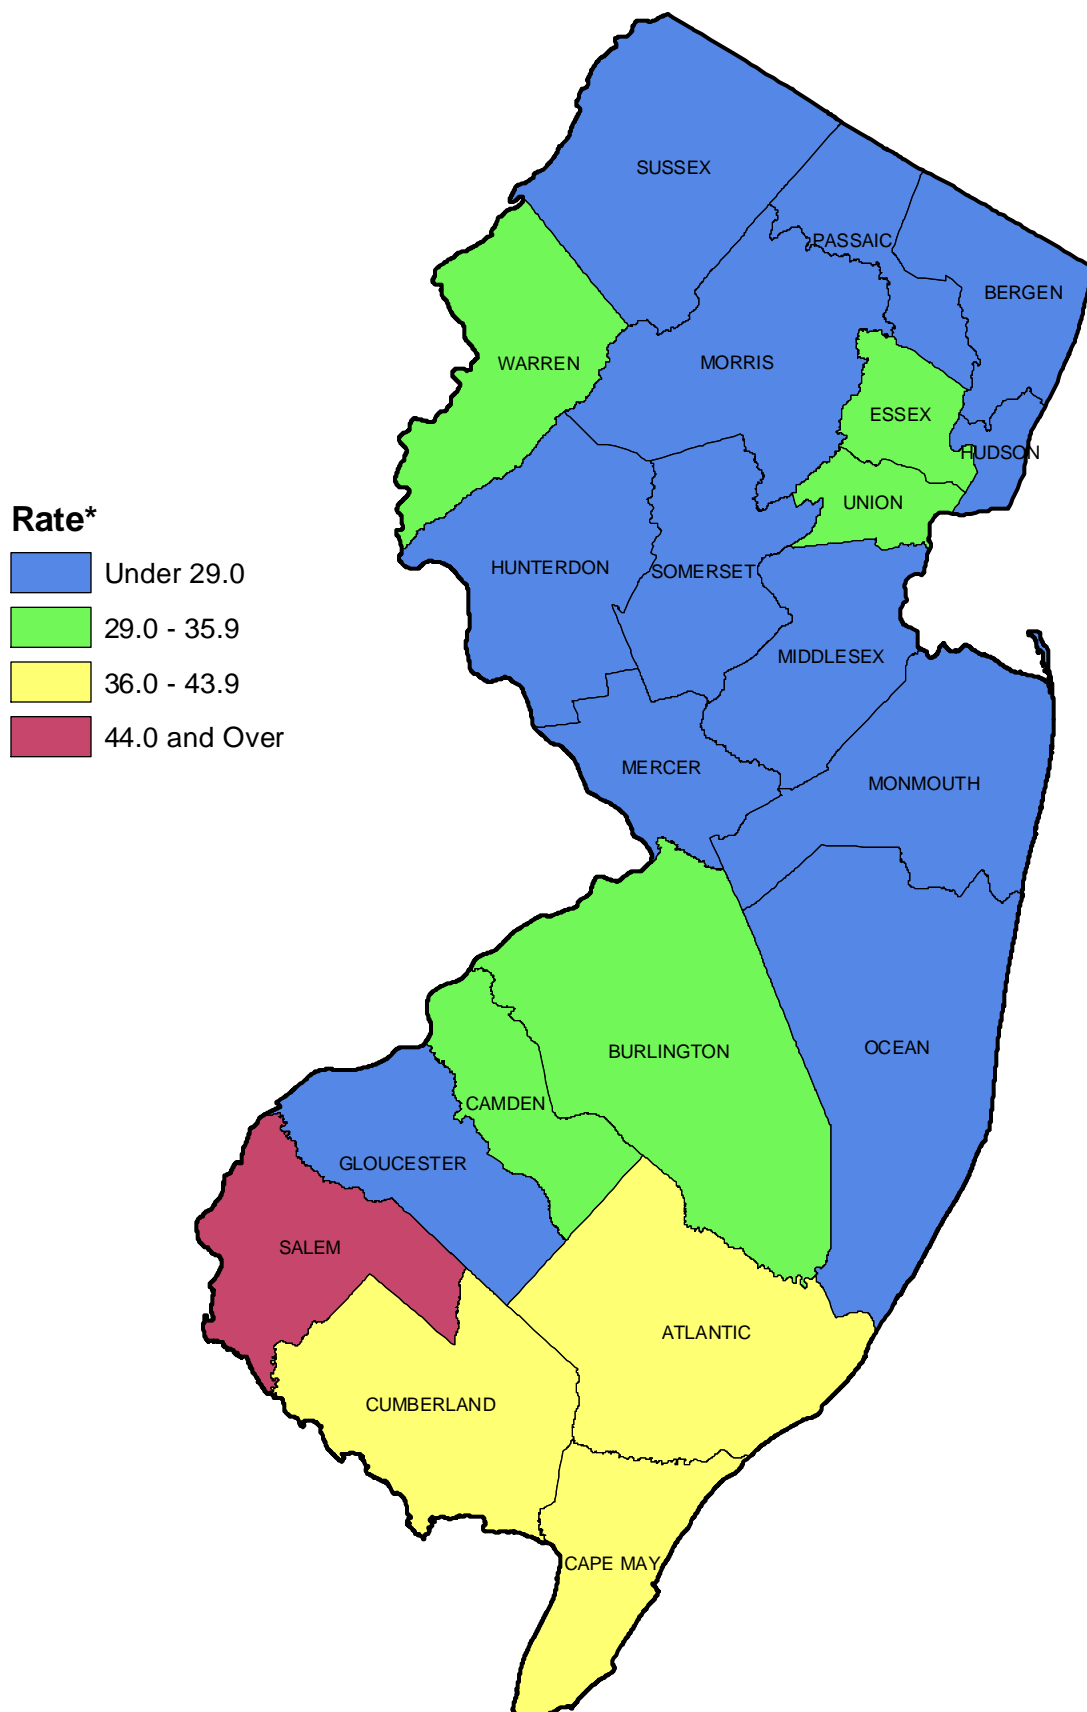 SUSSEX
PASSAIC
BERGEN
WARREN
MORRIS
ESSEX
HUDSON
UNION
Rate*
Under 29.0
29.0 - 35.9
36.0 - 43.9
44.0 and Over
HUNTERDON
SOMERSET
MIDDLESEX
MERCER
MONMOUTH
OCEAN
BURLINGTON
CAMDEN
GLOUCESTER
SALEM
ATLANTIC
CUMBERLAND
CAPE MAY